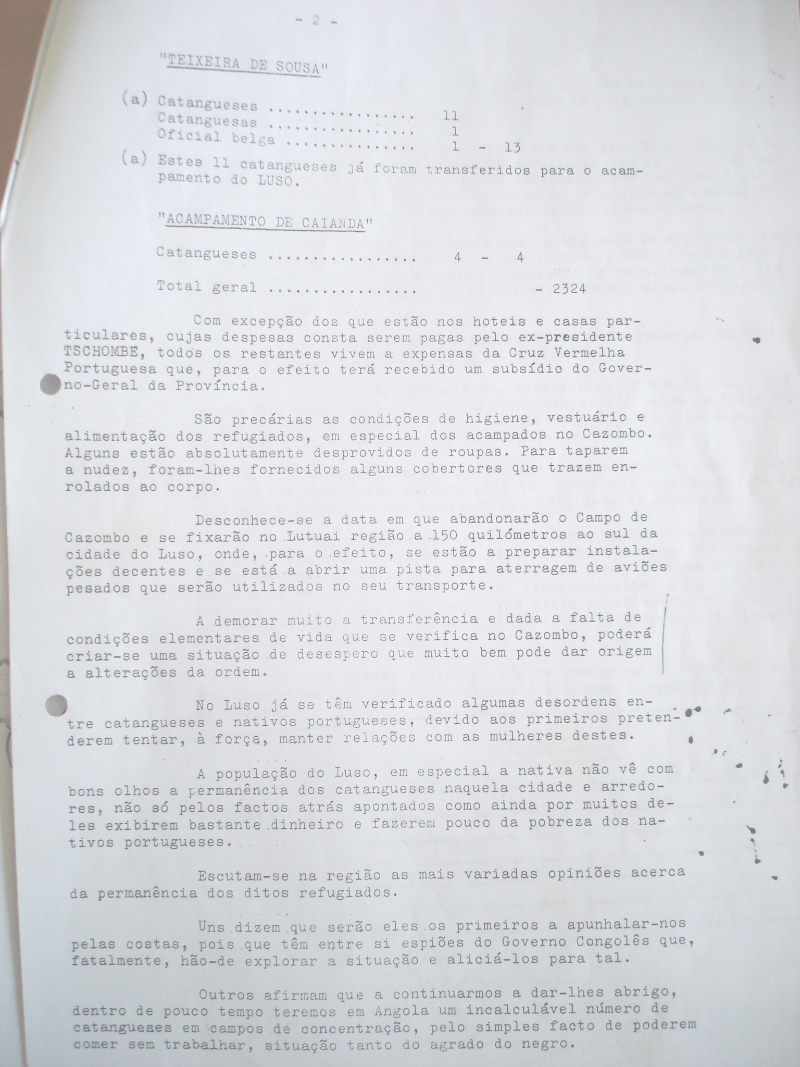 - 2 -
"TEIXEIRA DE SOUSA"
(a) Catangueses ................. 11
Catanguesas ................. 1
Oficial belga ............... 1 - 13
(a) Estes 11 catangueses já foram transferidos para o acam-
pamento do LUSO.
"ACAMPAMENTO DE CAIANDA"
Catangueses ................. 4 - 4
Total geral ................. - 2324
Com excepção dos que estão nos hoteis e casas par-
ticulares, cujas despesas consta serem pagas pelo ex-presidente
TSCHOMBE, todos os restantes vivem a expensas da Cruz Vermelha
Portuguesa que, para o efeito terá recebido um subsídio do Gover-
no-Geral da Província.
São precárias as condições de higiene, vestuário e
alimentação dos refugiados, em especial dos acampados no Cazombo.
Alguns estão absolutamente desprovidos de roupas. Para taparem
a nudez, foram-lhes fornecidos alguns cobertores que trazem en-
rolados ao corpo.
Desconhece-se a data em que abandonarão o Campo de
Cazombo e se fixarão no Lutuai região a 150 quilómetros ao sul da
cidade do Luso, onde, para o efeito, se estão a preparar instala-
ções decentes e se está a abrir uma pista para aterragem de aviões
pesados que serão utilizados no seu transporte.
A demorar muito a transferência e dada a falta de
condições elementares de vida que se verifica no Cazombo, poderá
criar-se uma situação de desespero que muito bem pode dar origem
a alterações da ordem.
No Luso já se têm verificado algumas desordens en-
tre catangueses e nativos portugueses, devido aos primeiros preten-
derem tentar, à força, manter relações com as mulheres destes.
A população do Luso, em especial a nativa não vê com
bons olhos a permanência dos catangueses naquela cidade e arredo-
res, não só pelos factos atrás apontados como ainda por muitos de-
les exibirem bastante dinheiro e fazerem pouco da pobreza dos na-
tivos portugueses.
Escutam-se na região as mais variadas opiniões acerca
da permanência dos ditos refugiados.
Uns dizem que serão eles os primeiros a apunhalar-nos
pelas costas, pois que têm entre si espiões do Governo Congolês que,
fatalmente, hão-de explorar a situação e aliciá-los para tal.
Outros afirmam que a continuarmos a dar-lhes abrigo,
dentro de pouco tempo teremos em Angola um incalculável número de
catangueses em campos de concentração, pelo simples facto de poderem
comer sem trabalhar, situação tanto do agrado do negro.